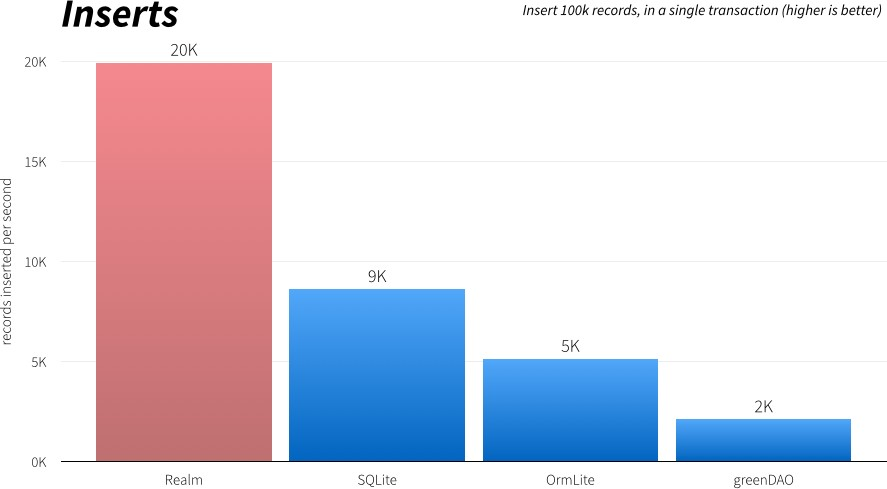 Inserts
Insert 100k records, in a single transaction (higher is better)
records inserted per second
20K
15K
10K
5K
0K
20K
9K
5K
2K
Realm
SQLite
OrmLite
greenDAO